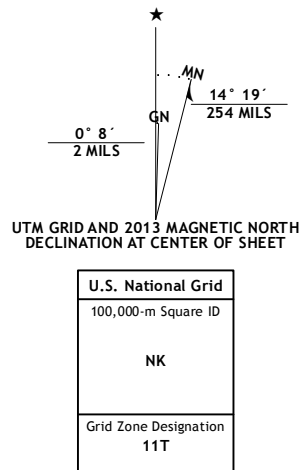 ★
MN
GN
0° 8´
2 MILS
14° 19´
254 MILS
UTM GRID AND 2013 MAGNETIC NORTH
DECLINATION AT CENTER OF SHEET
U.S. National Grid
100,000-m Square ID
NK
Grid Zone Designation
11T